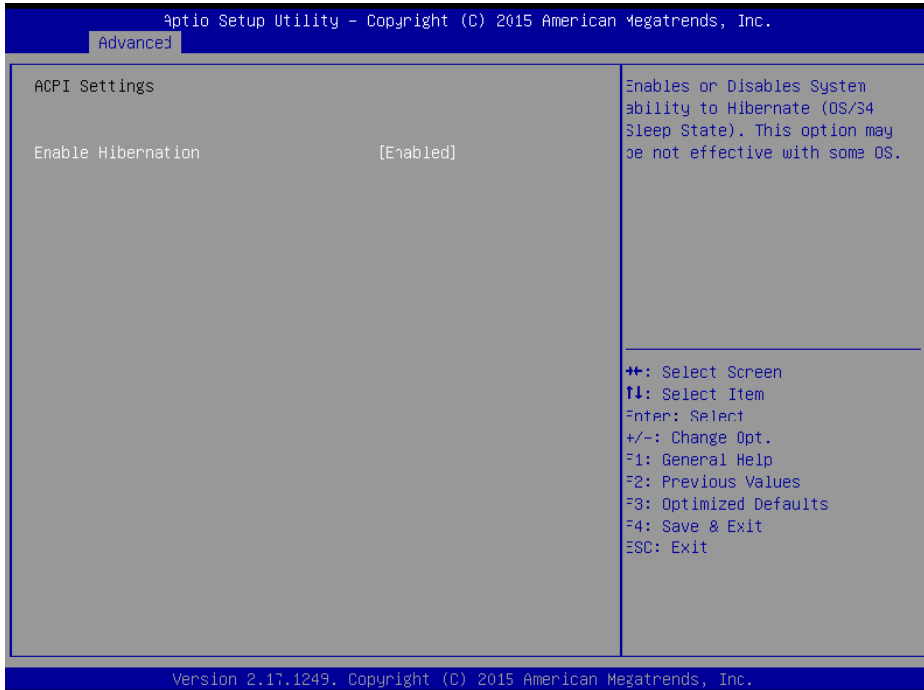 Aptio Setup Utility – Copyright (C) 2015 American Megatrends, Inc.
Advanced
ACPI Settings
Enable Hibernation [Enabled]
Enables or Disables System
ability to Hibernate (OS/S4
Sleep State). This option may
be not effective with some OS.
→←: Select Screen
↑↓: Select Item
Enter: Select
+/-: Change Opt.
F1: General Help
F2: Previous Values
F3: Optimized Defaults
F4: Save & Exit
ESC: Exit
Version 2.17.1249. Copyright (C) 2015 American Megatrends, Inc.